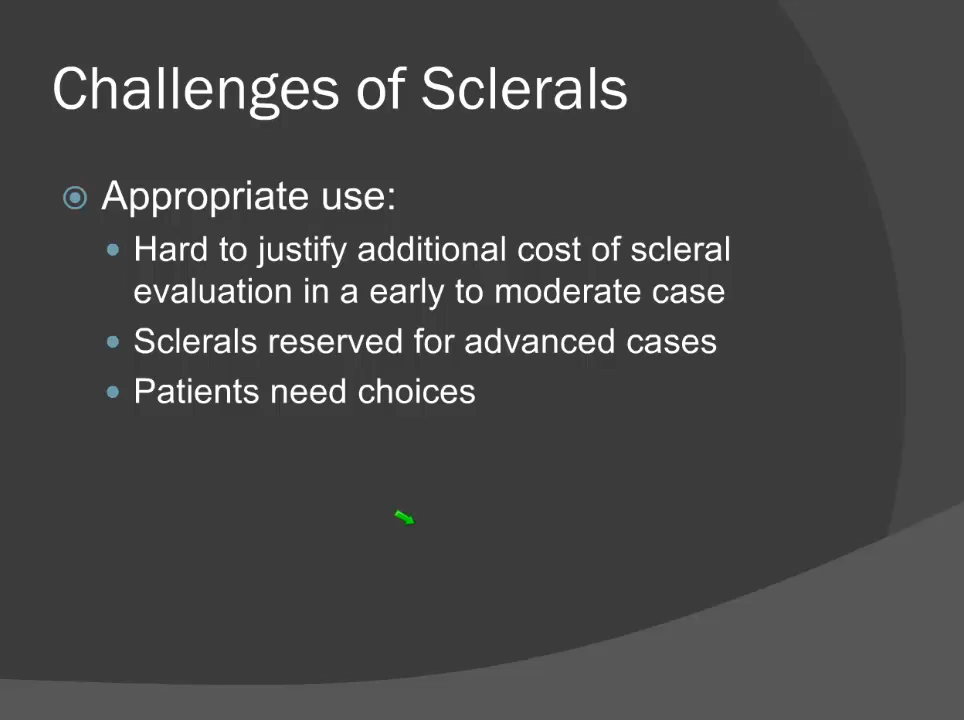 Challenges of Sclerals
Appropriate use:
Hard to justify additional cost of scleral
evaluation in a early to moderate case
Sclerals reserved for advanced cases
Patients need choices